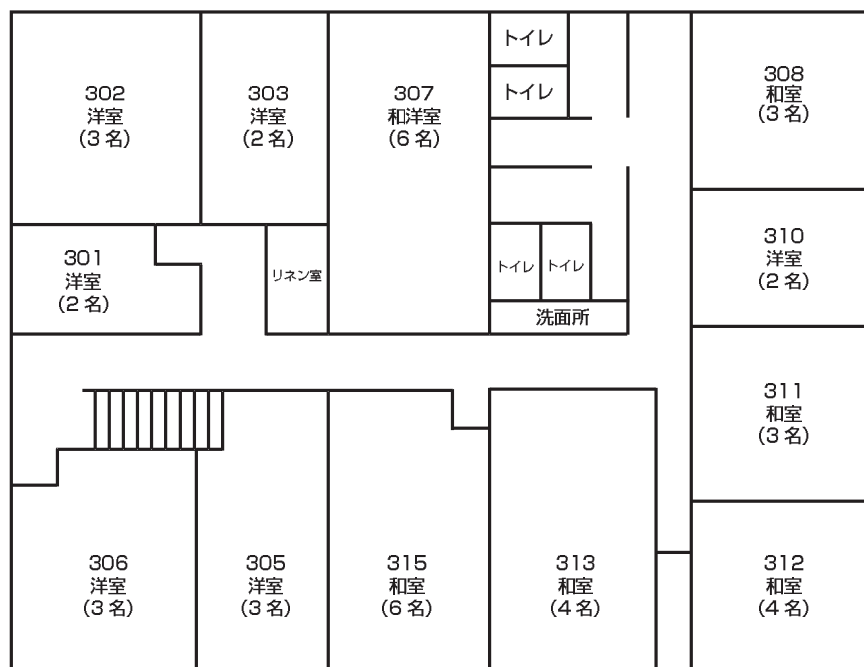 302
洋室
(3名)
303
洋室
(2名)
307
和洋室
(6名)
トイレ
トイレ
308
和室
(3名)
301
洋室
(2名)
リネン室
トイレ
トイレ
洗面所
310
洋室
(2名)
311
和室
(3名)
306
洋室
(3名)
305
洋室
(3名)
315
和室
(6名)
313
和室
(4名)
312
和室
(4名)